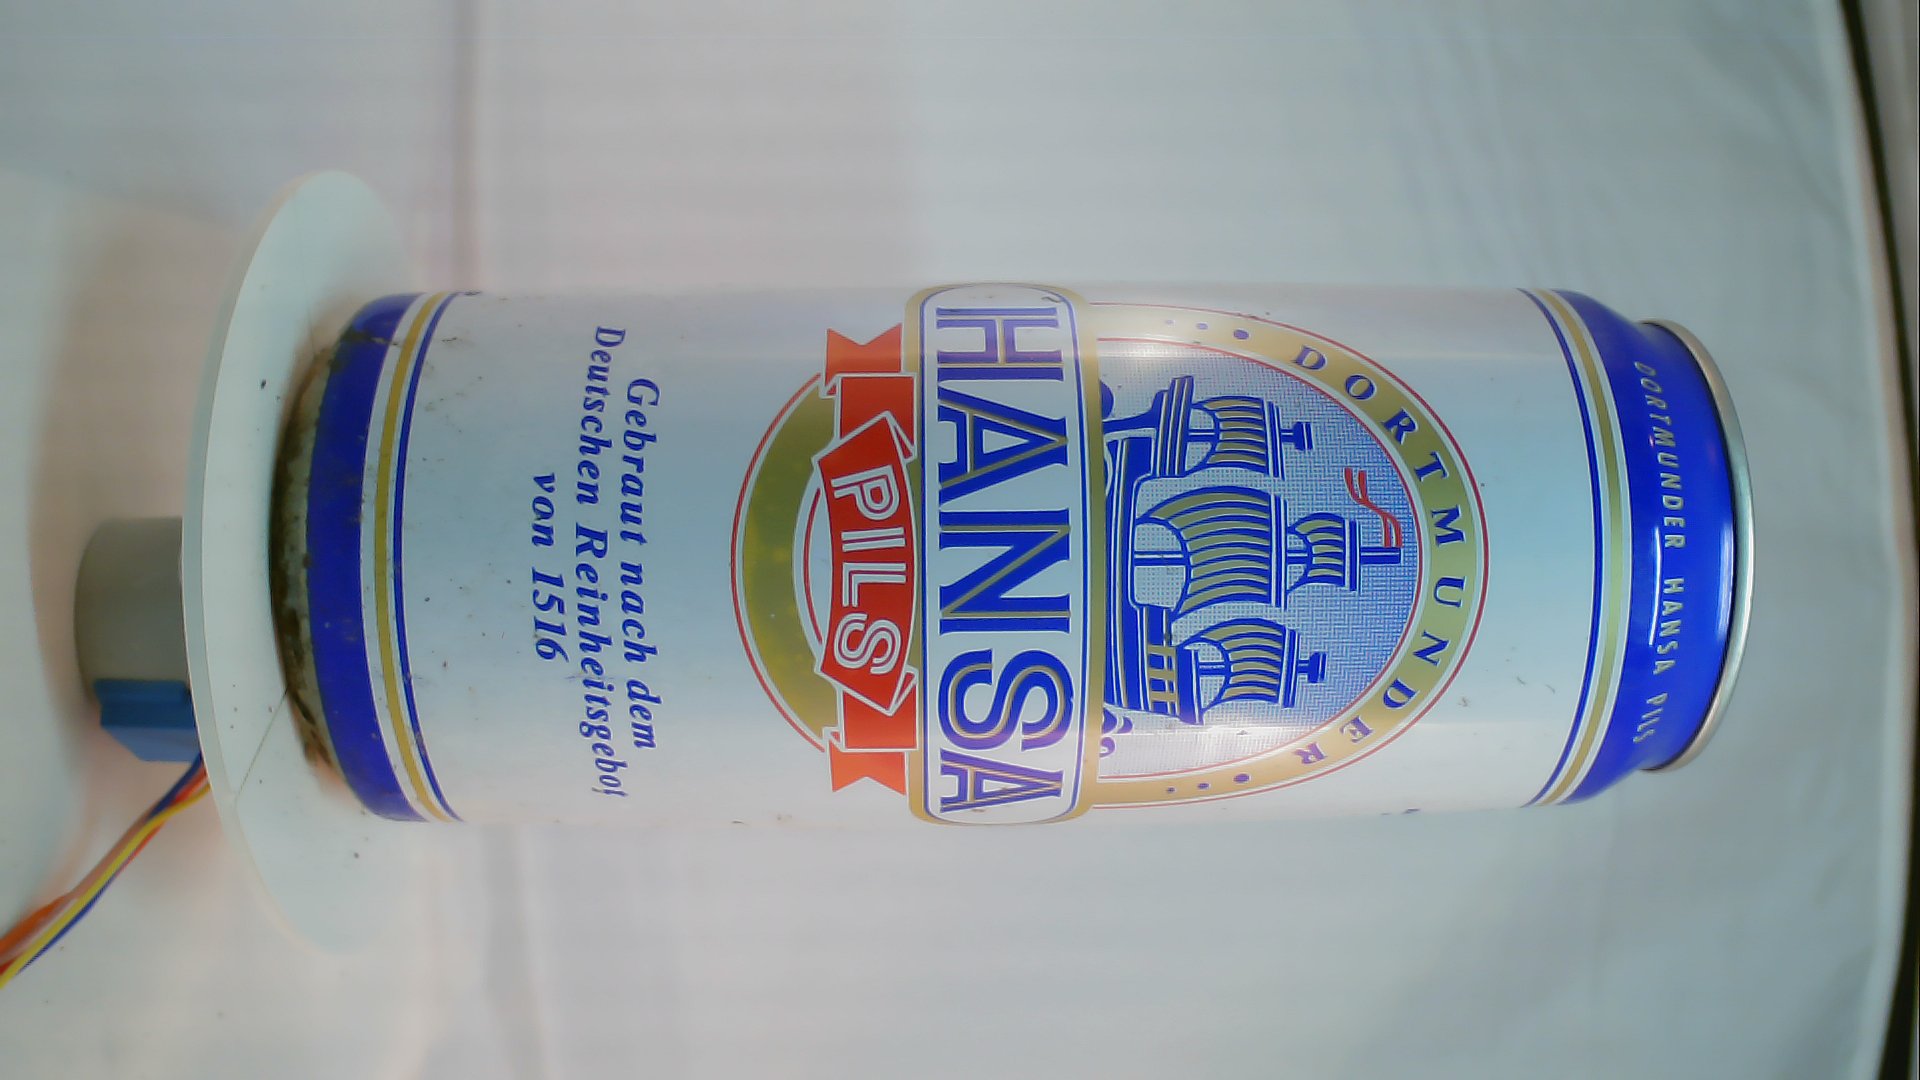 DORTMUNDER HANSA PILS
DORTMUNDER
HANSA
PILS
Gebraut nach dem
Deutschen Reinheitsgebot
von 1516